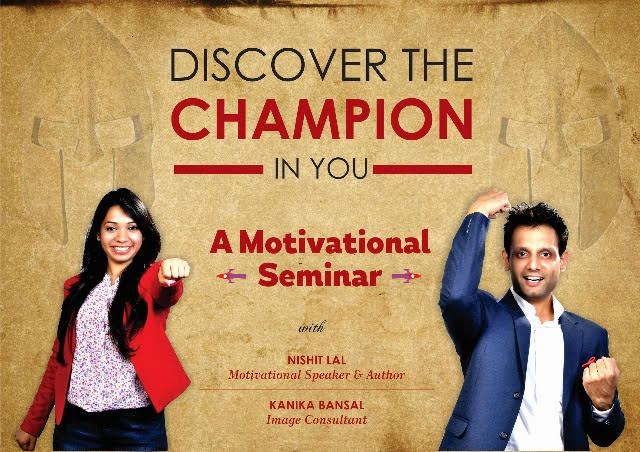 DISCOVER THE
CHAMPION
IN YOU
A Motivational
Seminar
with
NISHIT LAL
Motivational Speaker & Author
KANIKA BANSAL
Image Consultant